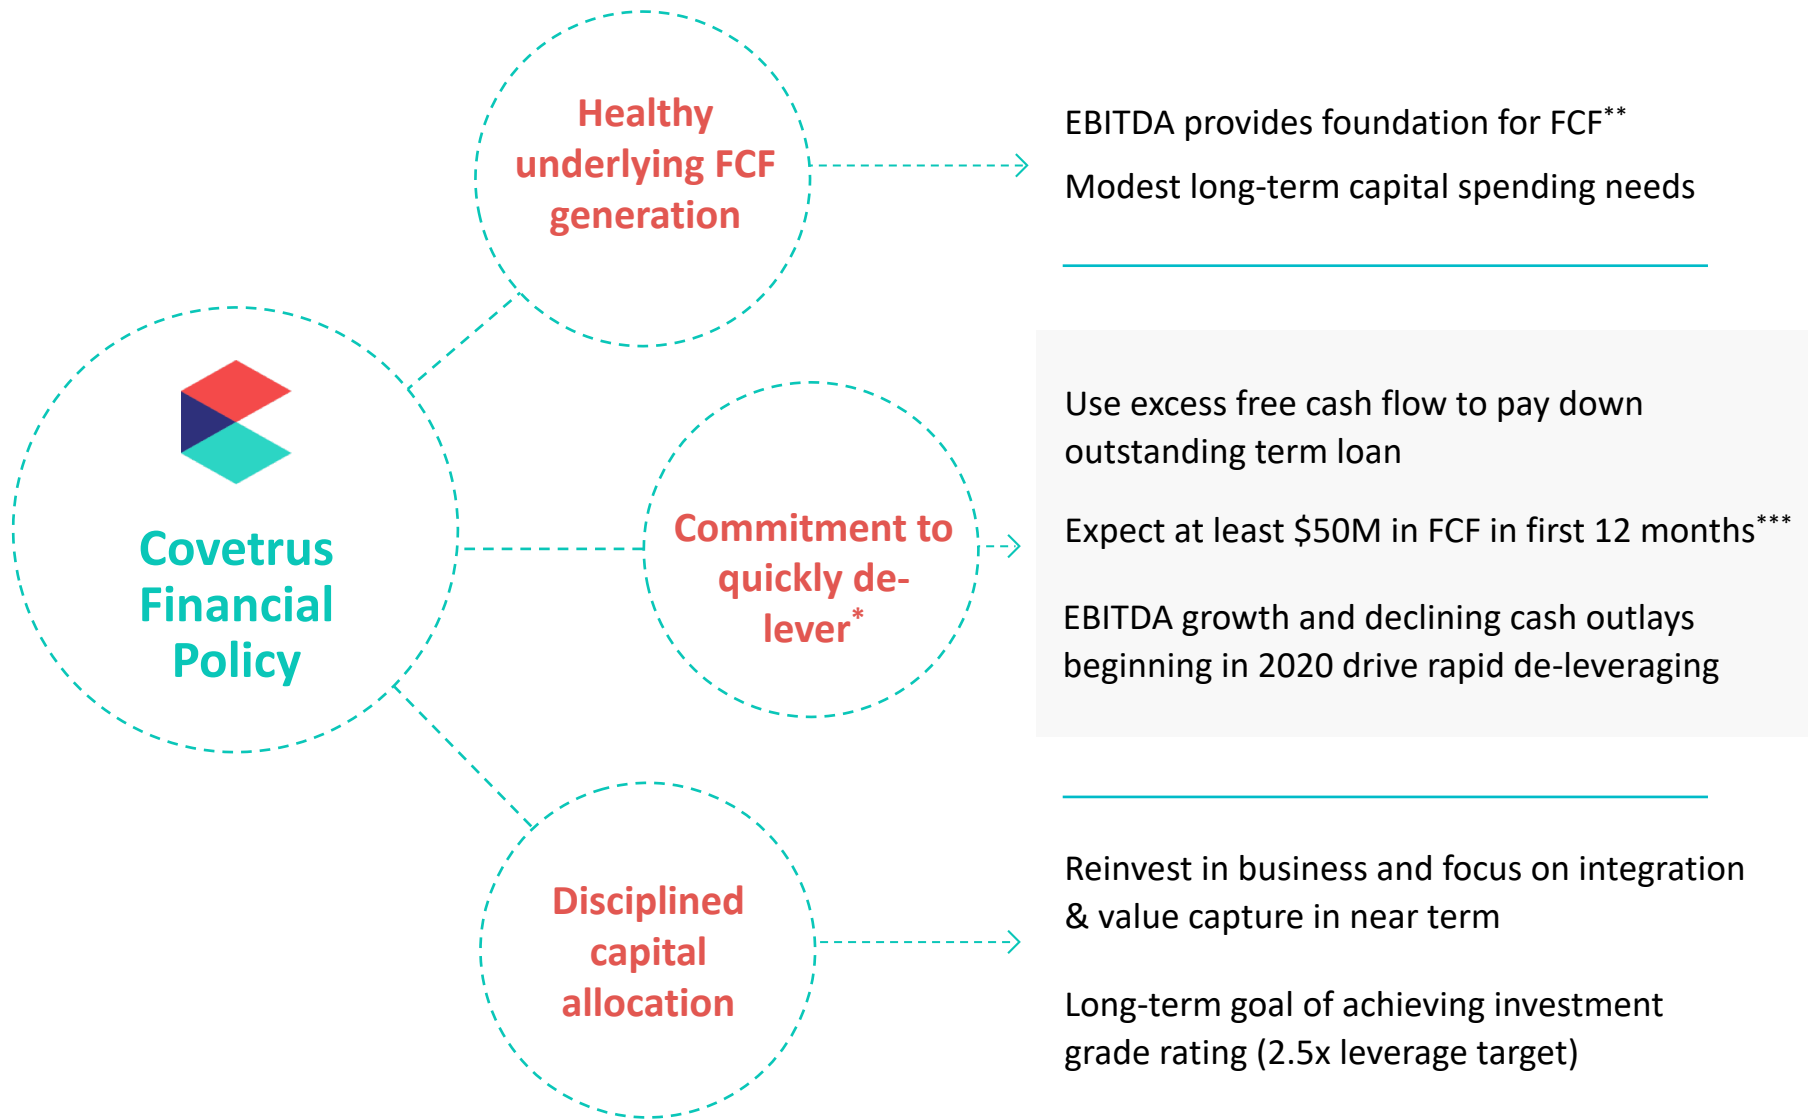 Healthy
underlying FCF
generation
EBITDA provides foundation for FCF**
Modest long-term capital spending needs
Covetrus
Financial
Policy
Commitment to
quickly de-
lever*
Use excess free cash flow to pay down
outstanding term loan
Expect at least $50M in FCF in first 12 months***
EBITDA growth and declining cash outlays
beginning in 2020 drive rapid de-leveraging
Disciplined
capital
allocation
Reinvest in business and focus on integration
& value capture in near term
Long-term goal of achieving investment
grade rating (2.5x leverage target)